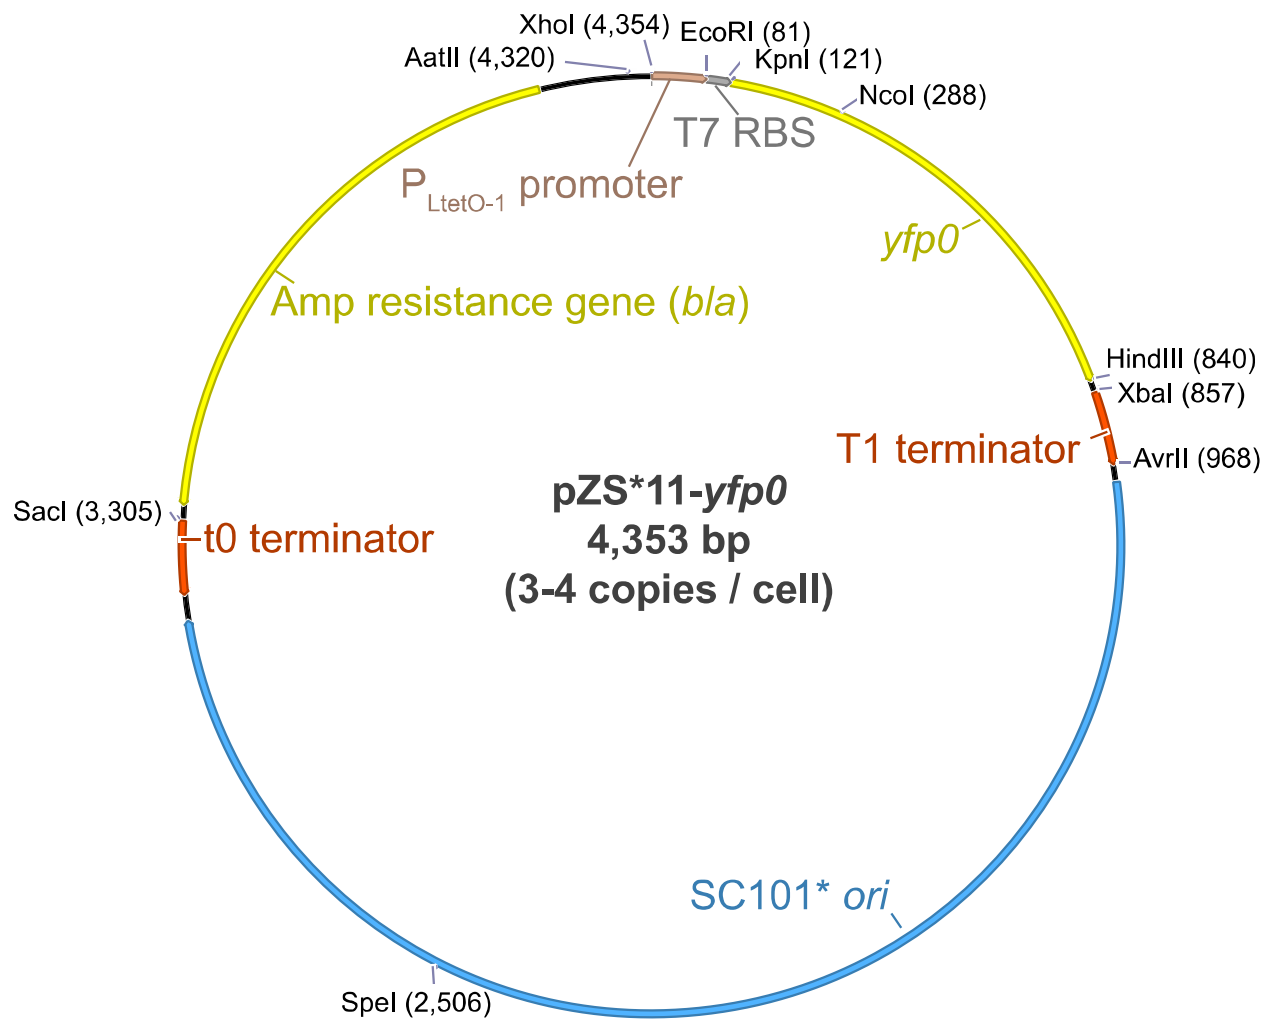 XhoI (4,354)
EcoRI (81)
AatII (4,320)
KpnI (121)
NcoI (288)
T7 RBS
PLtetO-1 promoter
yfp0
Amp resistance gene (bla)
HindIII (840)
XbaI (857)
T1 terminator
AvrII (968)
pZS*11-yfp0
4,353 bp
(3-4 copies / cell)
SacI (3,305)
t0 terminator
SC101* ori
SpeI (2,506)